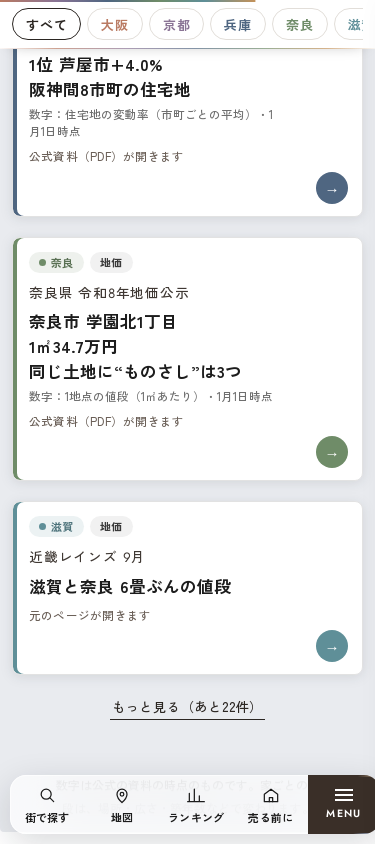 すべて 大阪 京都 兵庫 奈良 滋
1位 芦屋市+4.0%
阪神間8市町の住宅地
数字：住宅地の変動率（市町ごとの平均）・1
月1日時点
公式資料（PDF）が開きます
→
奈良 地価
奈良県 令和8年地価公示
奈良市 学園北1丁目
1㎡34.7万円
同じ土地に“ものさし”は3つ
数字：1地点の値段（1㎡あたり）・1月1日時点
公式資料（PDF）が開きます
→
滋賀 地価
近畿レインズ 9月
滋賀と奈良 6畳ぶんの値段
元のページが開きます
→
もっと見る（あと22件）
街で探す 地図 ランキング 売る前に MENU